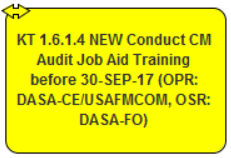 KT 1.6.1.4 NEW Conduct CM
Audit Job Aid Training
before 30-SEP-17 (OPR:
DASA-CE/USAFMCOM, OSR:
DASA-FO)